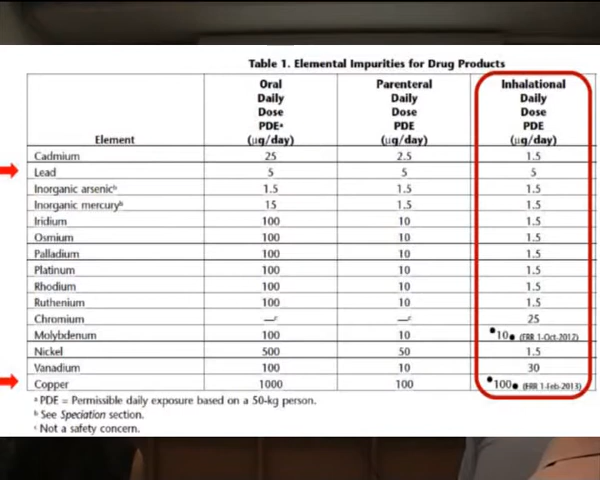 Table 1. Elemental Impurities for Drug Products
Element Oral Daily Dose PDEᵃ (µg/day) Parenteral Daily Dose PDE (µg/day) Inhalational Daily Dose PDE (µg/day)
Cadmium 25 2.5 1.5
Lead 5 5 5
Inorganic arsenicᵇ 1.5 1.5 1.5
Inorganic mercuryᵇ 15 1.5 1.5
Iridium 100 10 1.5
Osmium 100 10 1.5
Palladium 100 10 1.5
Platinum 100 10 1.5
Rhodium 100 10 1.5
Ruthenium 100 10 1.5
Chromium —ᶜ —ᶜ 25
Molybdenum 100 10 •10• (ERR 1-Oct-2012)
Nickel 500 50 1.5
Vanadium 100 10 30
Copper 1000 100 •100• (ERR 1-Feb-2013)
ᵃ PDE = Permissible daily exposure based on a 50-kg person.
ᵇ See Speciation section.
ᶜ Not a safety concern.